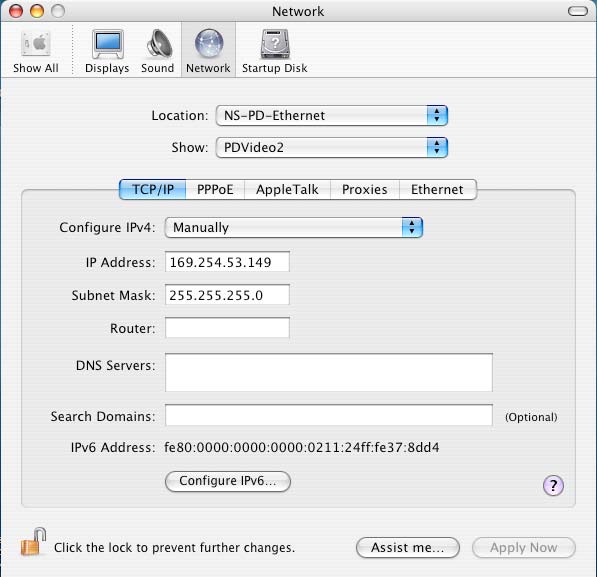 Network
Show All Displays Sound Network Startup Disk
Location: NS-PD-Ethernet
Show: PDVideo2
TCP/IP PPPoE AppleTalk Proxies Ethernet
Configure IPv4: Manually
IP Address: 169.254.53.149
Subnet Mask: 255.255.255.0
Router:
DNS Servers:
Search Domains: (Optional)
IPv6 Address: fe80:0000:0000:0000:0211:24ff:fe37:8dd4
Configure IPv6...
?
Click the lock to prevent further changes. Assist me... Apply Now